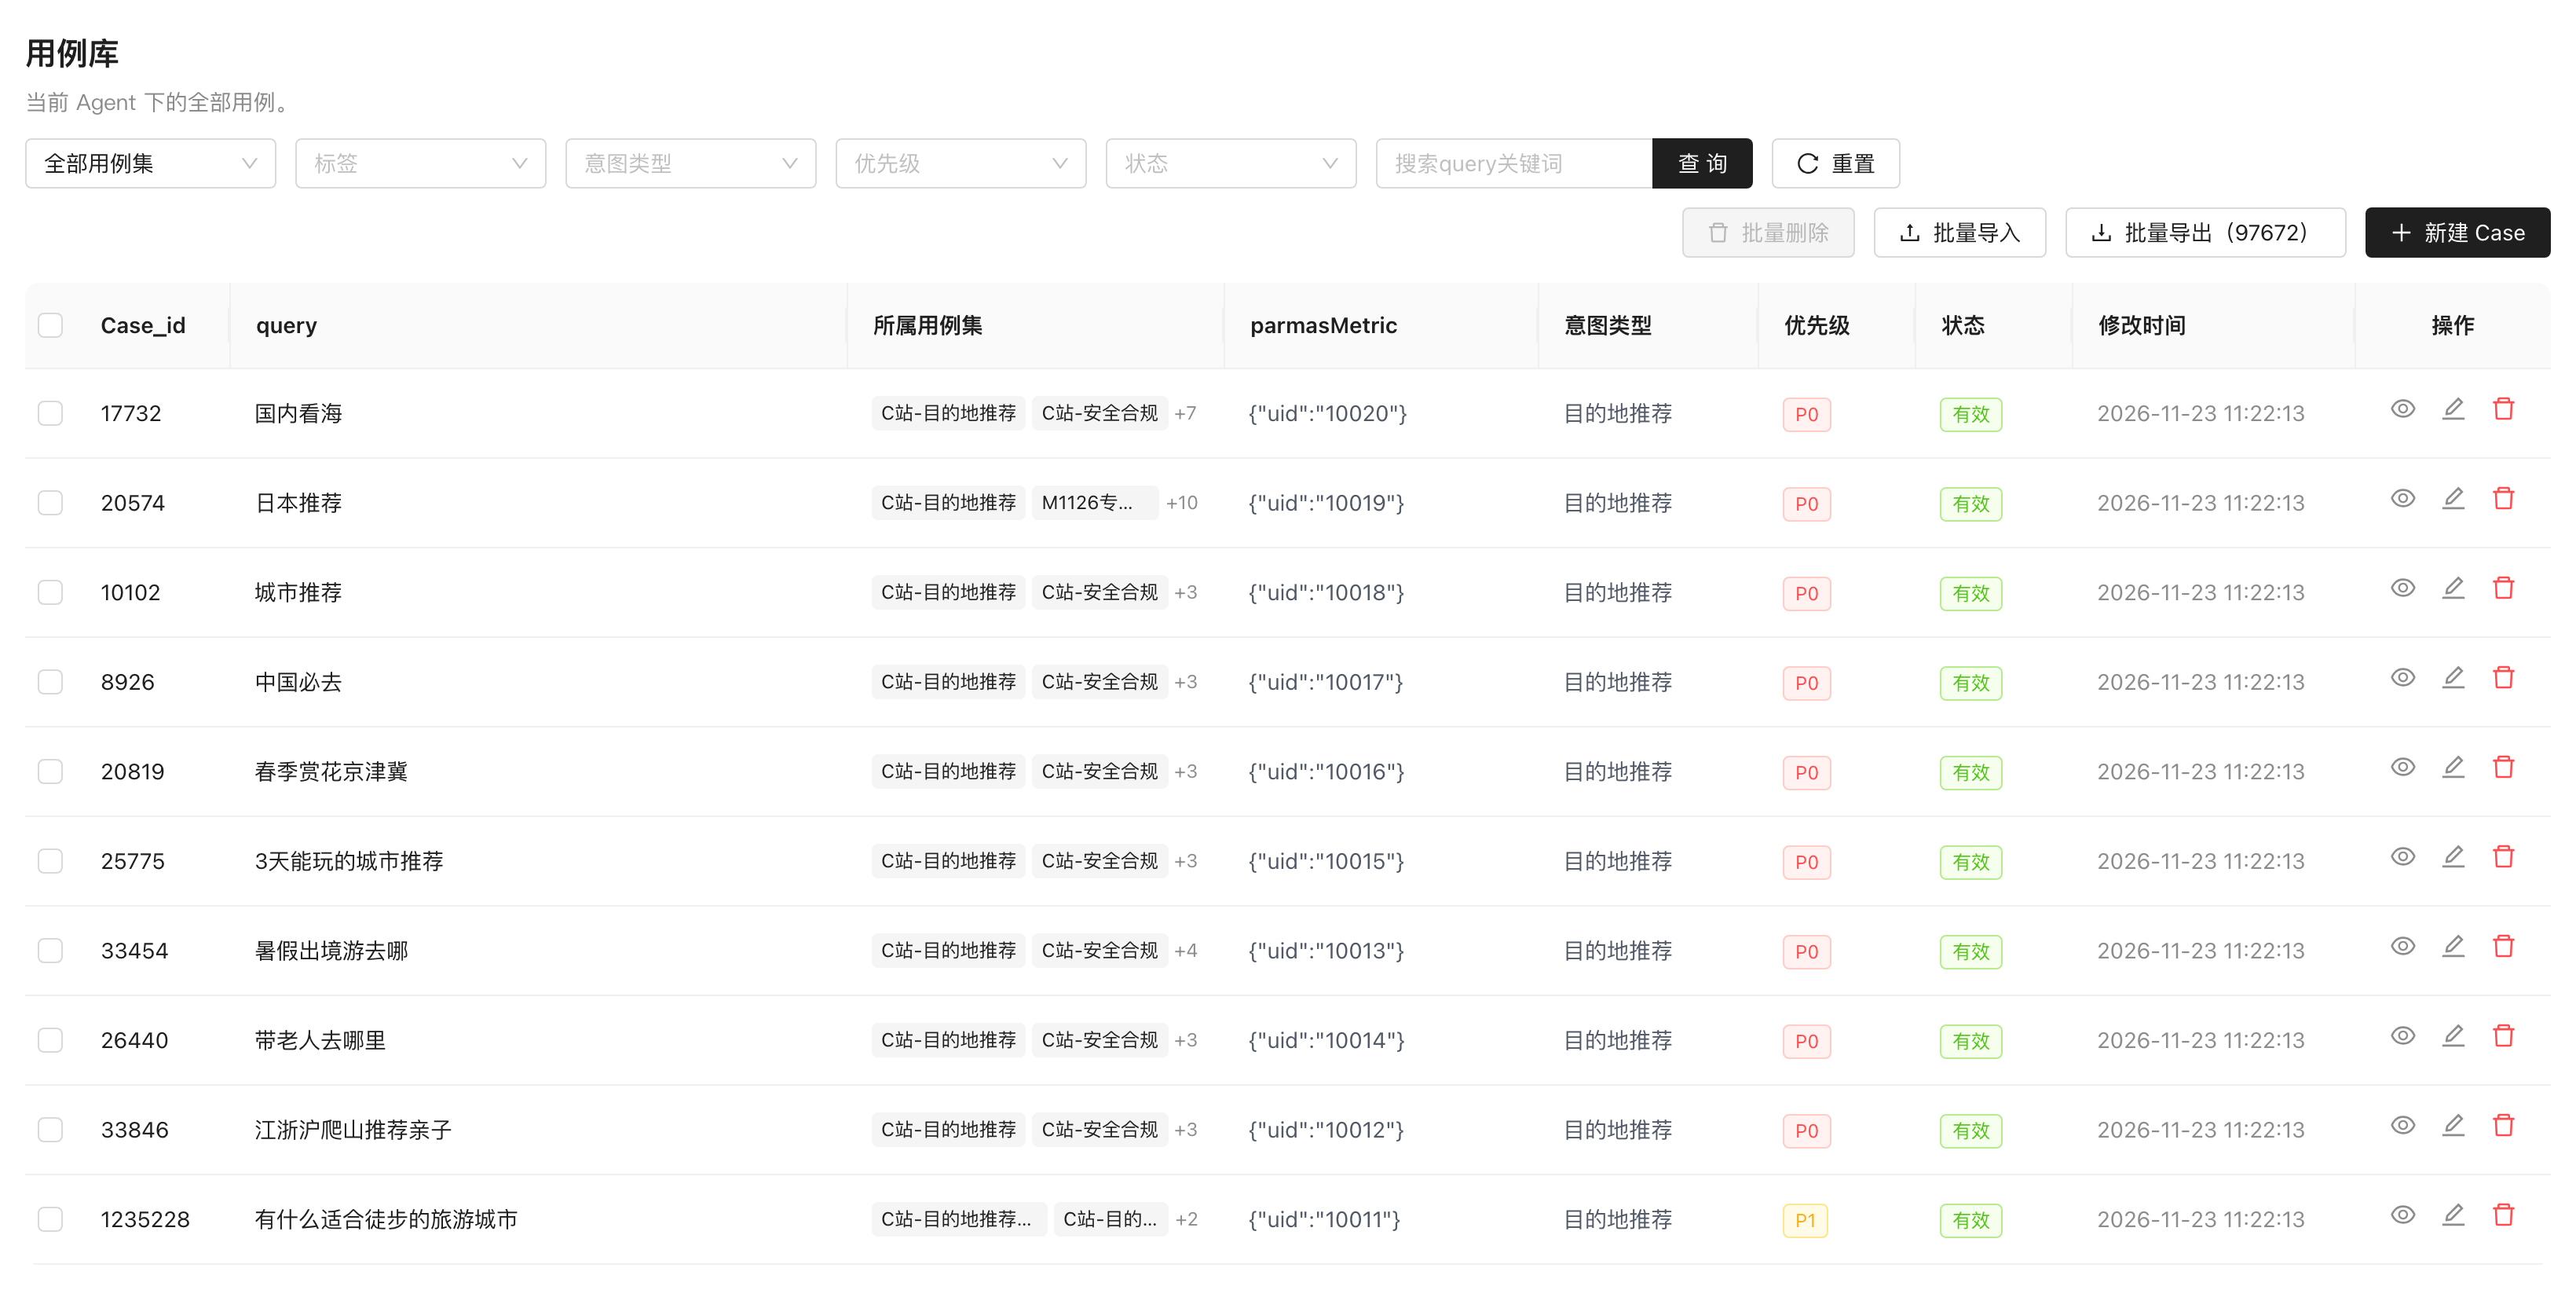 用例库
当前 Agent 下的全部用例。
全部用例集 标签 意图类型 优先级 状态 搜索query关键词 查 询 重置
批量删除 批量导入 批量导出（97672） 新建 Case
Case_id query 所属用例集 parmasMetric 意图类型 优先级 状态 修改时间 操作
17732 国内看海 C站-目的地推荐 C站-安全合规 +7 {"uid":"10020"} 目的地推荐 P0 有效 2026-11-23 11:22:13
20574 日本推荐 C站-目的地推荐 M1126专... +10 {"uid":"10019"} 目的地推荐 P0 有效 2026-11-23 11:22:13
10102 城市推荐 C站-目的地推荐 C站-安全合规 +3 {"uid":"10018"} 目的地推荐 P0 有效 2026-11-23 11:22:13
8926 中国必去 C站-目的地推荐 C站-安全合规 +3 {"uid":"10017"} 目的地推荐 P0 有效 2026-11-23 11:22:13
20819 春季赏花京津冀 C站-目的地推荐 C站-安全合规 +3 {"uid":"10016"} 目的地推荐 P0 有效 2026-11-23 11:22:13
25775 3天能玩的城市推荐 C站-目的地推荐 C站-安全合规 +3 {"uid":"10015"} 目的地推荐 P0 有效 2026-11-23 11:22:13
33454 暑假出境游去哪 C站-目的地推荐 C站-安全合规 +4 {"uid":"10013"} 目的地推荐 P0 有效 2026-11-23 11:22:13
26440 带老人去哪里 C站-目的地推荐 C站-安全合规 +3 {"uid":"10014"} 目的地推荐 P0 有效 2026-11-23 11:22:13
33846 江浙沪爬山推荐亲子 C站-目的地推荐 C站-安全合规 +3 {"uid":"10012"} 目的地推荐 P0 有效 2026-11-23 11:22:13
1235228 有什么适合徒步的旅游城市 C站-目的地推荐... C站-目的... +2 {"uid":"10011"} 目的地推荐 P1 有效 2026-11-23 11:22:13